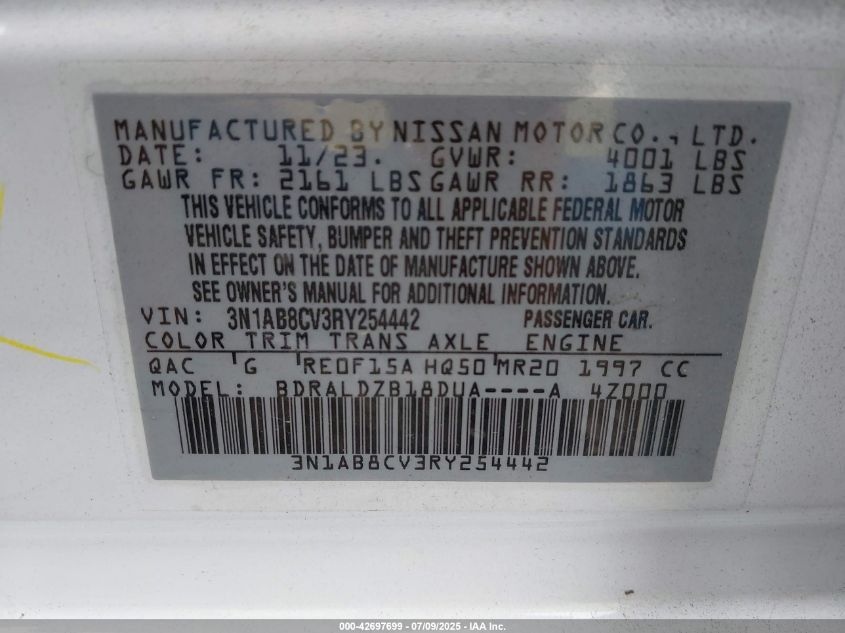 MANUFACTURED BY NISSAN MOTOR CO., LTD.
DATE: 11/23. GVWR: 4001 LBS
GAWR FR: 2161 LBS GAWR RR: 1863 LBS
THIS VEHICLE CONFORMS TO ALL APPLICABLE FEDERAL MOTOR
VEHICLE SAFETY, BUMPER AND THEFT PREVENTION STANDARDS
IN EFFECT ON THE DATE OF MANUFACTURE SHOWN ABOVE.
SEE OWNER'S MANUAL FOR ADDITIONAL INFORMATION.
VIN: 3N1AB8CV3RY254442 PASSENGER CAR.
COLOR TRIM TRANS AXLE ENGINE
QAC G RE0F15A HQ50 MR20 1997 CC
MODEL: BDRALDZB18DUA----A 4Z000
3N1AB8CV3RY254442
000-42697699 / 07/09/2025 - IAA Inc.